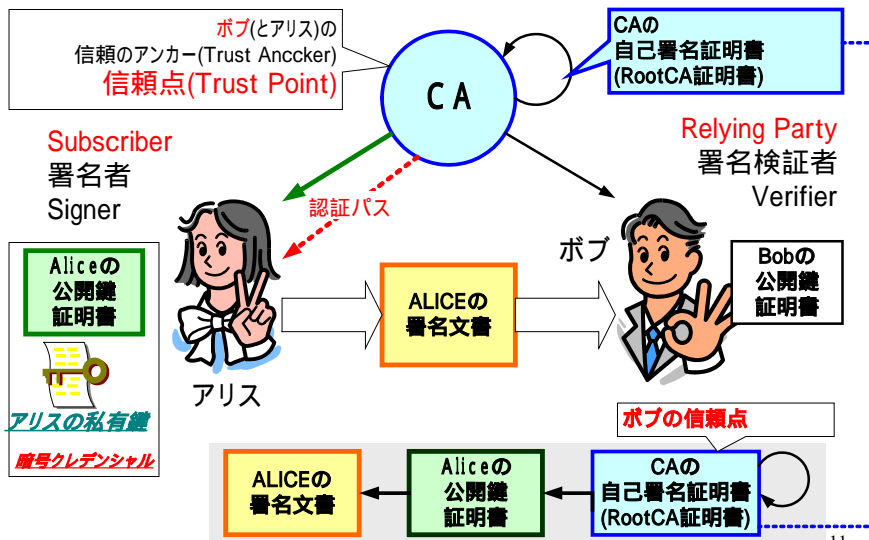 ボブ(とアリス)の
信頼のアンカー(Trust Anccker)
信頼点(Trust Point)
CA
CAの
自己署名証明書
(RootCA証明書)
Subscriber
署名者
Signer
Relying Party
署名検証者
Verifier
認証パス
Aliceの
公開鍵
証明書
アリスの私有鍵
暗号クレデンシャル
アリス
ALICEの
署名文書
ボブ
Bobの
公開鍵
証明書
ボブの信頼点
ALICEの
署名文書
Aliceの
公開鍵
証明書
CAの
自己署名証明書
(RootCA証明書)
11